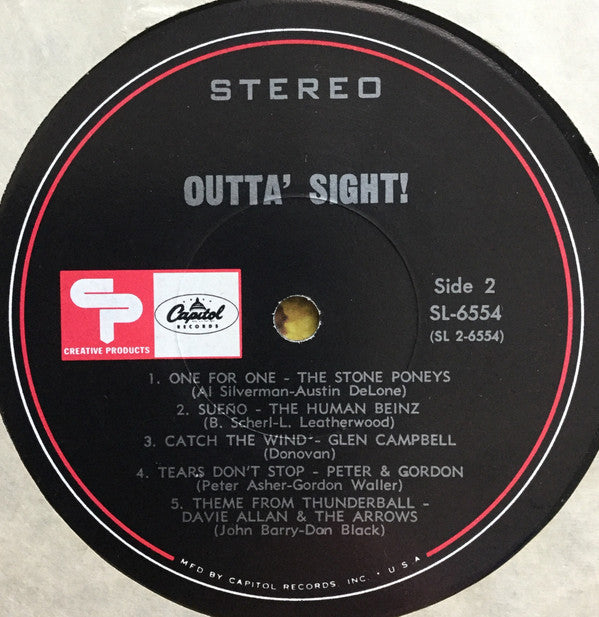 STEREO
OUTTA' SIGHT!
Side 2
SL-6554
(SL 2-6554)
CP
CREATIVE PRODUCTS
Capitol
RECORDS
1. ONE FOR ONE - THE STONE PONEYS
(Al Silverman-Austin DeLone)
2. SUEÑO - THE HUMAN BEINZ
(B. Scherl-L. Leatherwood)
3. CATCH THE WIND - GLEN CAMPBELL
(Donovan)
4. TEARS DON'T STOP - PETER & GORDON
(Peter Asher-Gordon Waller)
5. THEME FROM THUNDERBALL -
DAVIE ALLAN & THE ARROWS
(John Barry-Don Black)
MFD BY CAPITOL RECORDS, INC. • U.S.A.